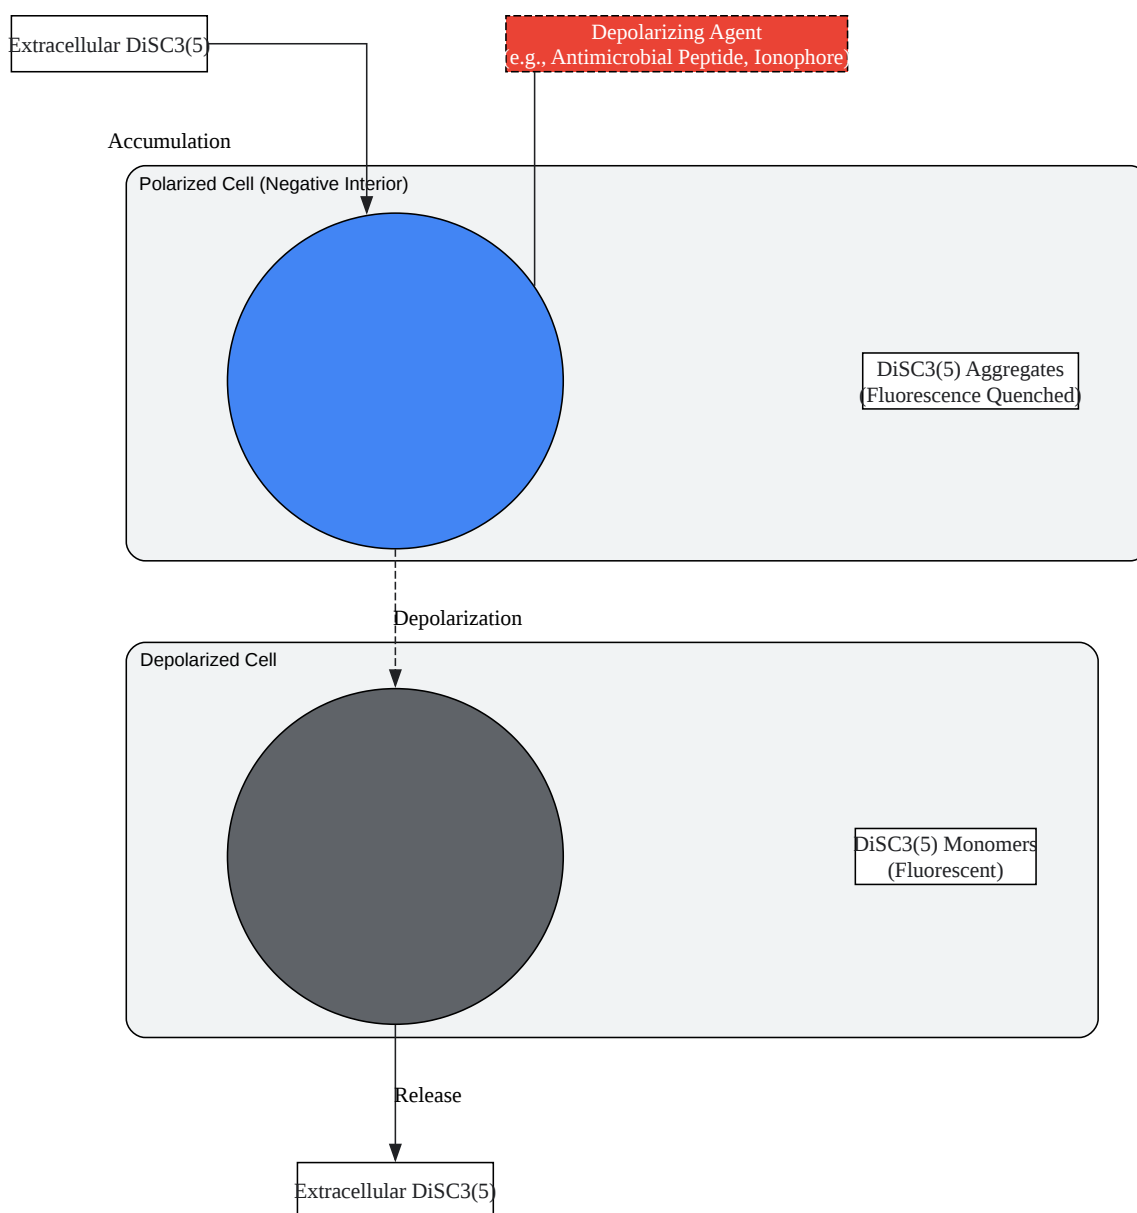 Extracellular DiSC3(5)
Depolarizing Agent
(e.g., Antimicrobial Peptide, Ionophore)
Accumulation
Polarized Cell (Negative Interior)
DiSC3(5) Aggregates
(Fluorescence Quenched)
Depolarization
Depolarized Cell
DiSC3(5) Monomers
(Fluorescent)
Release
Extracellular DiSC3(5)